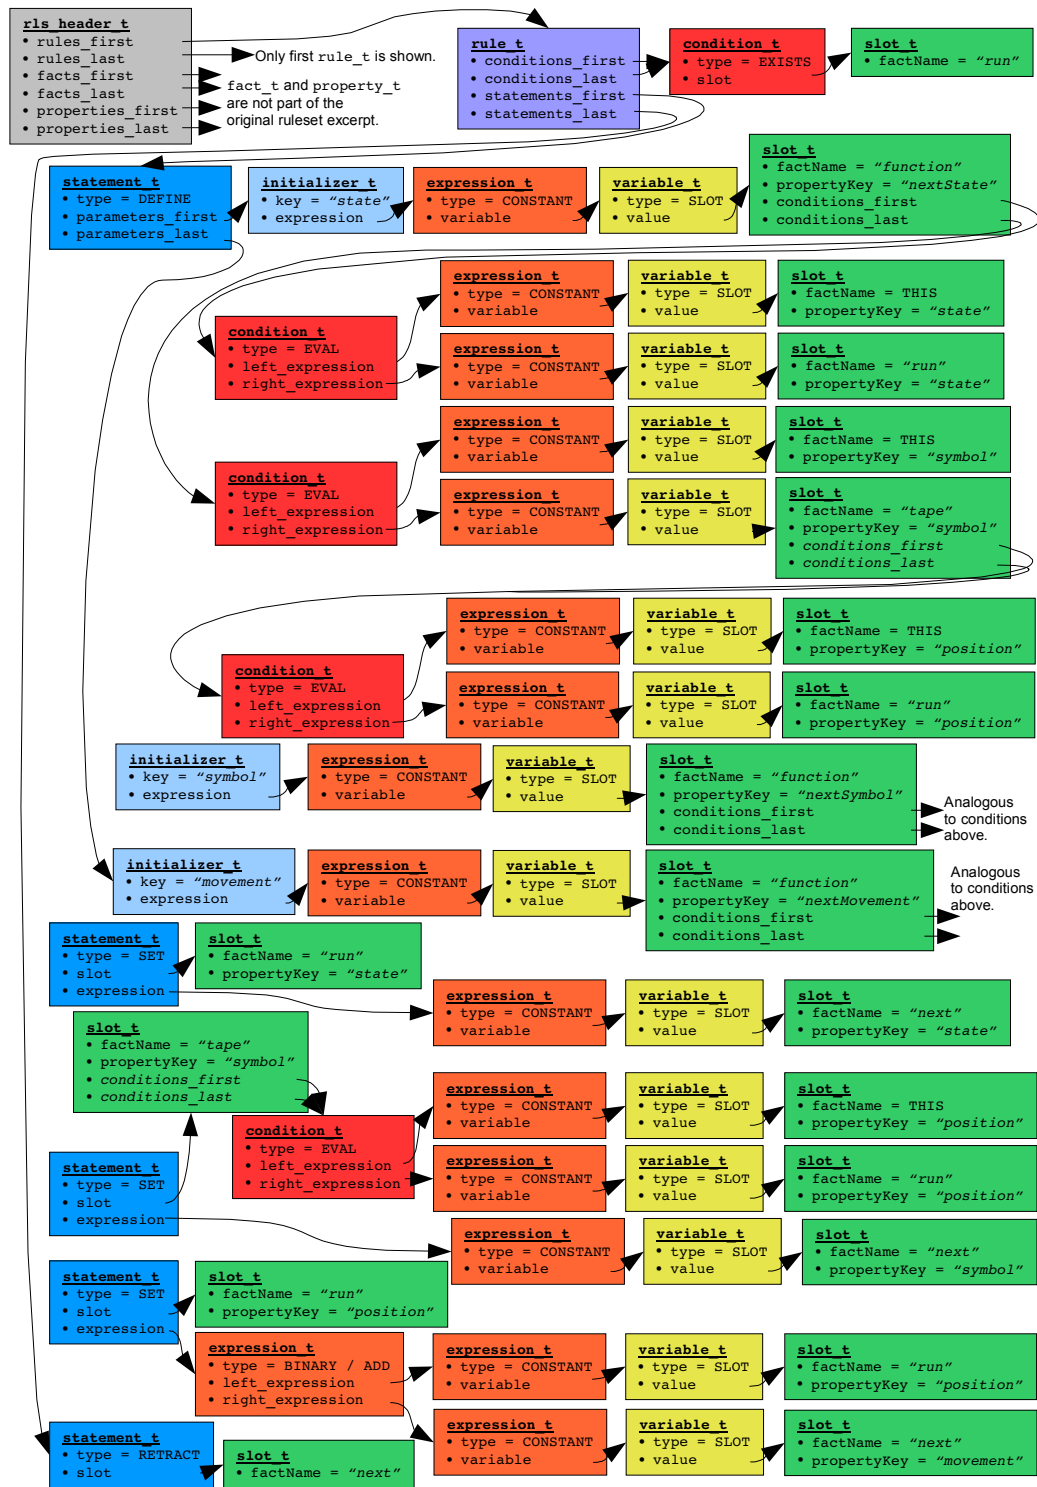 rls_header_t
• rules_first
• rules_last
• facts_first
• facts_last
• properties_first
• properties_last
Only first rule_t is shown.
fact_t and property_t
are not part of the
original ruleset excerpt.
rule_t
• conditions_first
• conditions_last
• statements_first
• statements_last
condition_t
• type = EXISTS
• slot
slot_t
• factName = “run”
statement_t
• type = DEFINE
• parameters_first
• parameters_last
initializer_t
• key = “state”
• expression
expression_t
• type = CONSTANT
• variable
variable_t
• type = SLOT
• value
slot_t
• factName = “function”
• propertyKey = “nextState”
• conditions_first
• conditions_last
condition_t
• type = EVAL
• left_expression
• right_expression
expression_t
• type = CONSTANT
• variable
variable_t
• type = SLOT
• value
slot_t
• factName = THIS
• propertyKey = “state”
expression_t
• type = CONSTANT
• variable
variable_t
• type = SLOT
• value
slot_t
• factName = “run”
• propertyKey = “state”
condition_t
• type = EVAL
• left_expression
• right_expression
expression_t
• type = CONSTANT
• variable
variable_t
• type = SLOT
• value
slot_t
• factName = THIS
• propertyKey = “symbol”
expression_t
• type = CONSTANT
• variable
variable_t
• type = SLOT
• value
slot_t
• factName = “tape”
• propertyKey = “symbol”
• conditions_first
• conditions_last
condition_t
• type = EVAL
• left_expression
• right_expression
expression_t
• type = CONSTANT
• variable
variable_t
• type = SLOT
• value
slot_t
• factName = THIS
• propertyKey = “position”
expression_t
• type = CONSTANT
• variable
variable_t
• type = SLOT
• value
slot_t
• factName = “run”
• propertyKey = “position”
initializer_t
• key = “symbol”
• expression
expression_t
• type = CONSTANT
• variable
variable_t
• type = SLOT
• value
slot_t
• factName = “function”
• propertyKey = “nextSymbol”
• conditions_first
• conditions_last
Analogous
to conditions
above.
initializer_t
• key = “movement”
• expression
expression_t
• type = CONSTANT
• variable
variable_t
• type = SLOT
• value
slot_t
• factName = “function”
• propertyKey = “nextMovement”
• conditions_first
• conditions_last
Analogous
to conditions
above.
statement_t
• type = SET
• slot
• expression
slot_t
• factName = “run”
• propertyKey = “state”
expression_t
• type = CONSTANT
• variable
variable_t
• type = SLOT
• value
slot_t
• factName = “next”
• propertyKey = “state”
slot_t
• factName = “tape”
• propertyKey = “symbol”
• conditions_first
• conditions_last
condition_t
• type = EVAL
• left_expression
• right_expression
expression_t
• type = CONSTANT
• variable
variable_t
• type = SLOT
• value
slot_t
• factName = THIS
• propertyKey = “position”
expression_t
• type = CONSTANT
• variable
variable_t
• type = SLOT
• value
slot_t
• factName = “run”
• propertyKey = “position”
statement_t
• type = SET
• slot
• expression
expression_t
• type = CONSTANT
• variable
variable_t
• type = SLOT
• value
slot_t
• factName = “next”
• propertyKey = “symbol”
statement_t
• type = SET
• slot
• expression
slot_t
• factName = “run”
• propertyKey = “position”
expression_t
• type = BINARY / ADD
• left_expression
• right_expression
expression_t
• type = CONSTANT
• variable
variable_t
• type = SLOT
• value
slot_t
• factName = “run”
• propertyKey = “position”
expression_t
• type = CONSTANT
• variable
variable_t
• type = SLOT
• value
slot_t
• factName = “next”
• propertyKey = “movement”
statement_t
• type = RETRACT
• slot
slot_t
• factName = “next”